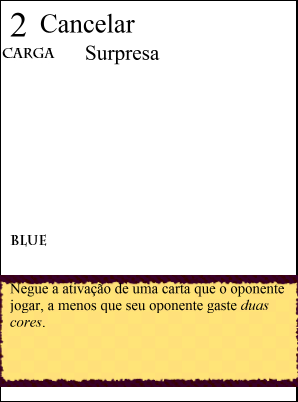 2 Cancelar
CARGA Surpresa
BLUE
Negue a ativação de uma carta que o oponente
jogar, a menos que seu oponente gaste duas
cores.